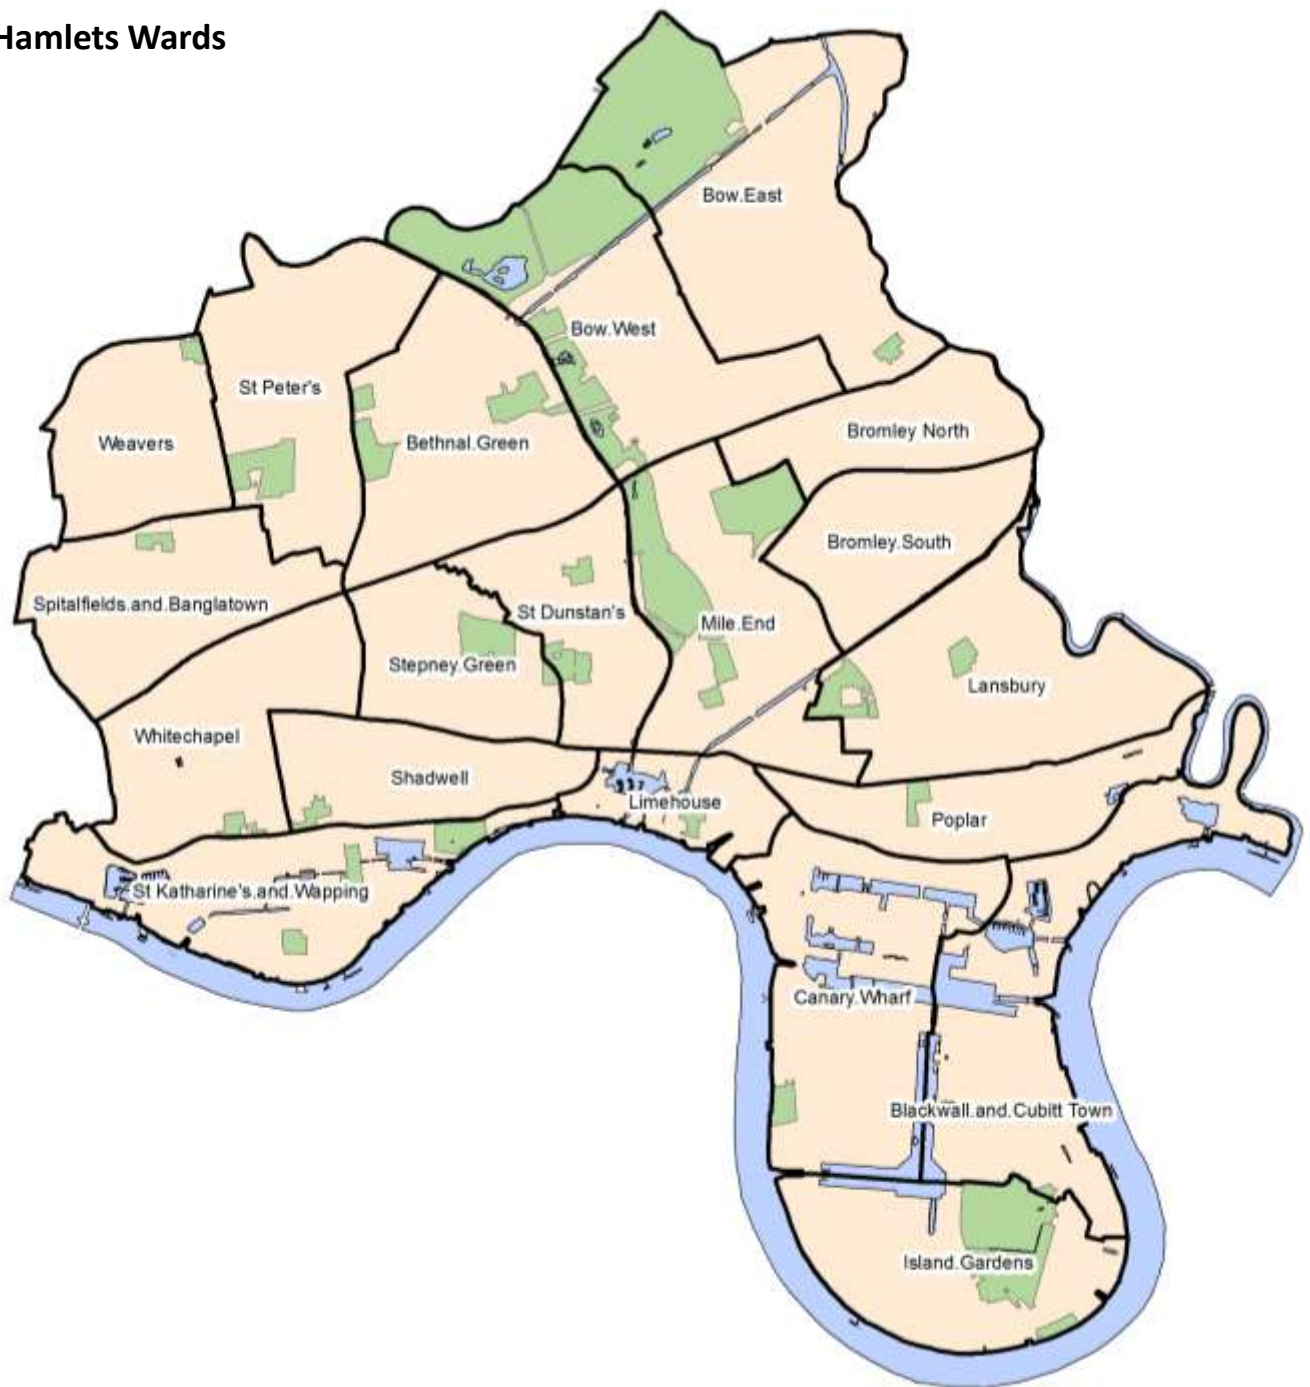 Hamlets Wards
Bow.East
Bow.West
St Peter's
Weavers
Bethnal.Green
Bromley North
Bromley.South
Spitalfields.and.Banglatown
St Dunstan's
Mile.End
Stepney.Green
Lansbury
Whitechapel
Shadwell
Limehouse
Poplar
St Katharine's.and.Wapping
Canary.Wharf
Blackwall.and.Cubitt Town
Island.Gardens